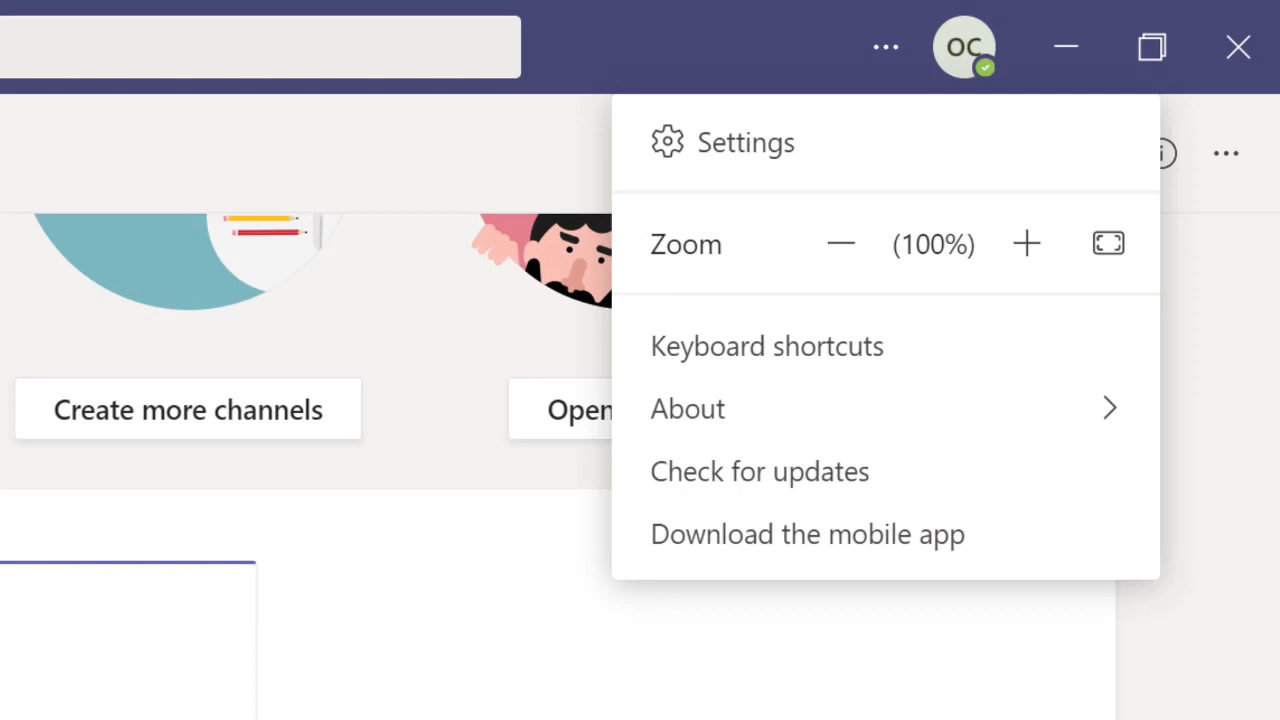 OC
Settings
Zoom (100%)
Keyboard shortcuts
Create more channels
Open
About
Check for updates
Download the mobile app